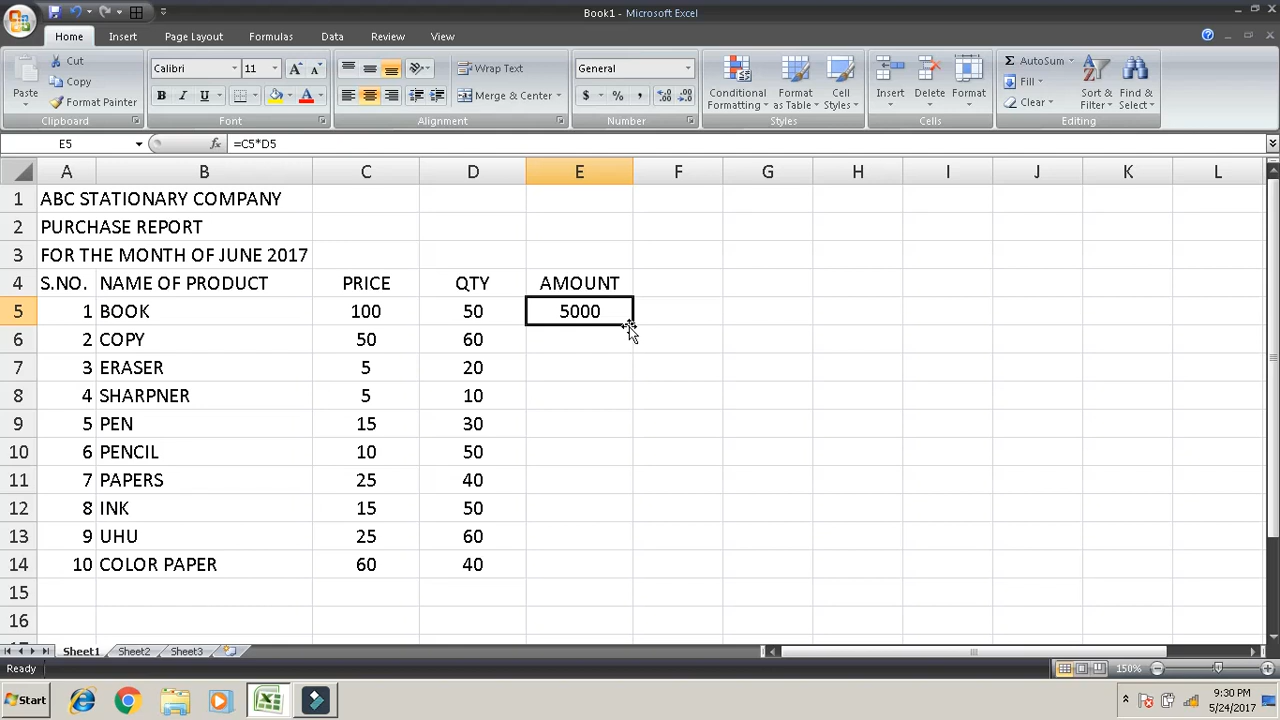 Book1 - Microsoft Excel
Home Insert Page Layout Formulas Data Review View
Paste Cut Copy Format Painter Clipboard
Calibri 11 A A B I U A Font
Wrap Text Merge & Center Alignment
General $ % , Number
Conditional Formatting Format as Table Cell Styles Styles
Insert Delete Format Cells
Σ AutoSum Fill Clear Sort & Filter Find & Select Editing
E5 fx =C5*D5
A B C D E F G H I J K L
1 ABC STATIONARY COMPANY
2 PURCHASE REPORT
3 FOR THE MONTH OF JUNE 2017
4 S.NO. NAME OF PRODUCT PRICE QTY AMOUNT
5 1 BOOK 100 50 5000
6 2 COPY 50 60
7 3 ERASER 5 20
8 4 SHARPNER 5 10
9 5 PEN 15 30
10 6 PENCIL 10 50
11 7 PAPERS 25 40
12 8 INK 15 50
13 9 UHU 25 60
14 10 COLOR PAPER 60 40
15
16
Sheet1 Sheet2 Sheet3
Ready 150%
Start 9:30 PM
5/24/2017